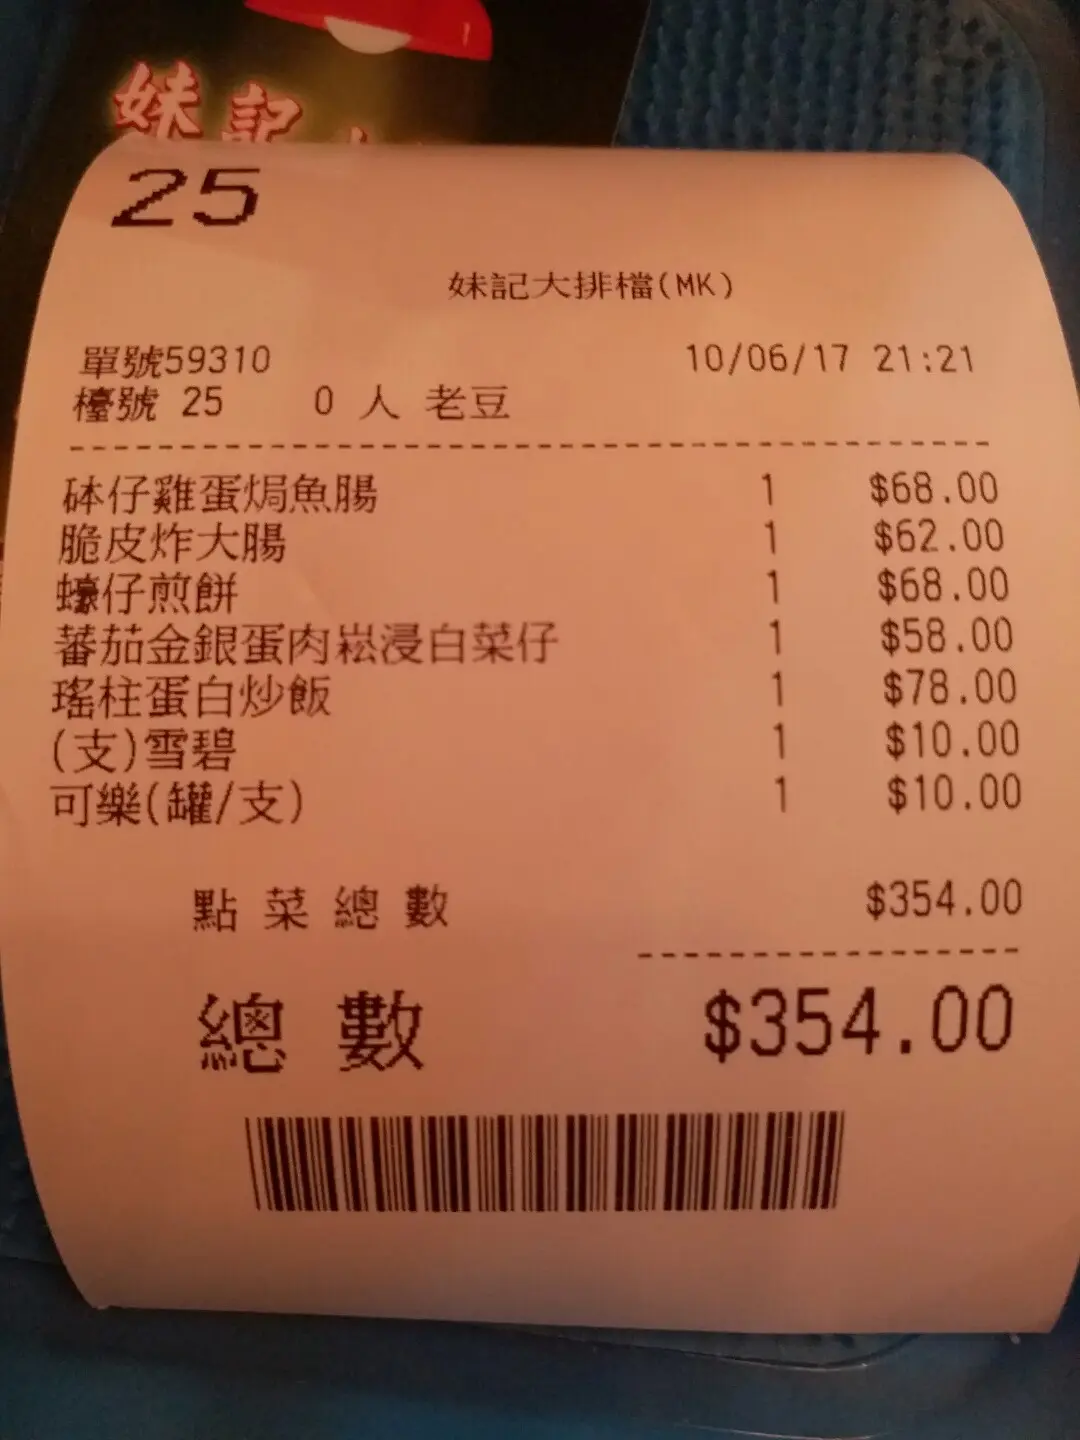 妹記
25
妹記大排檔(MK)
單號59310 10/06/17 21:21
檯號 25 0 人 老豆
砵仔雞蛋焗魚腸 1 $68.00
脆皮炸大腸 1 $62.00
蠔仔煎餅 1 $68.00
蕃茄金銀蛋肉崧浸白菜仔 1 $58.00
瑤柱蛋白炒飯 1 $78.00
(支)雪碧 1 $10.00
可樂(罐/支) 1 $10.00
點菜總數 $354.00
總數 $354.00